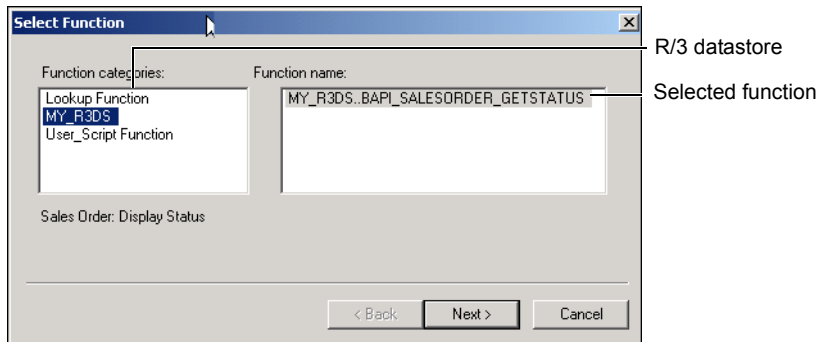 Select Function
R/3 datastore
Function categories:
Function name:
Lookup Function
MY_R3DS
User_Script Function
MY_R3DS..BAPI_SALESORDER_GETSTATUS
Selected function
Sales Order: Display Status
< Back
Next >
Cancel